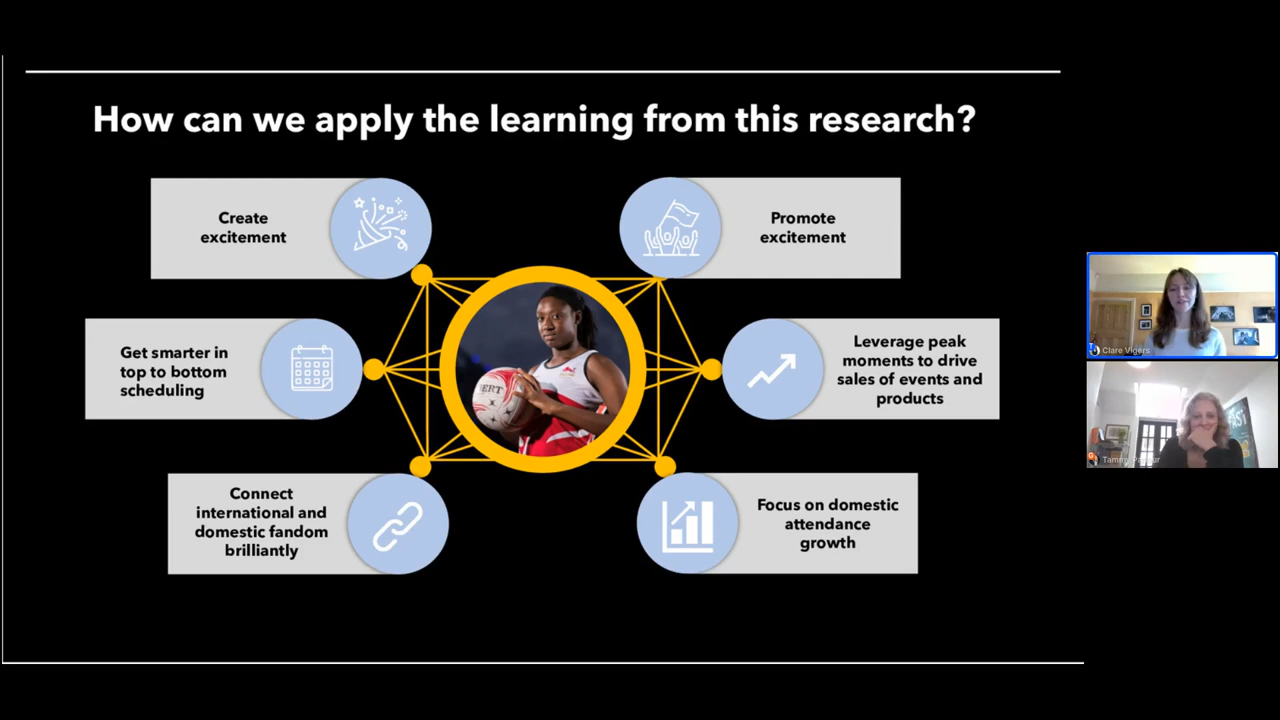 How can we apply the learning from this research?
Create
excitement
Promote
excitement
Get smarter in
top to bottom
scheduling
Leverage peak
moments to drive
sales of events and
products
Connect
international and
domestic fandom
brilliantly
Focus on domestic
attendance
growth
Clare Vigers